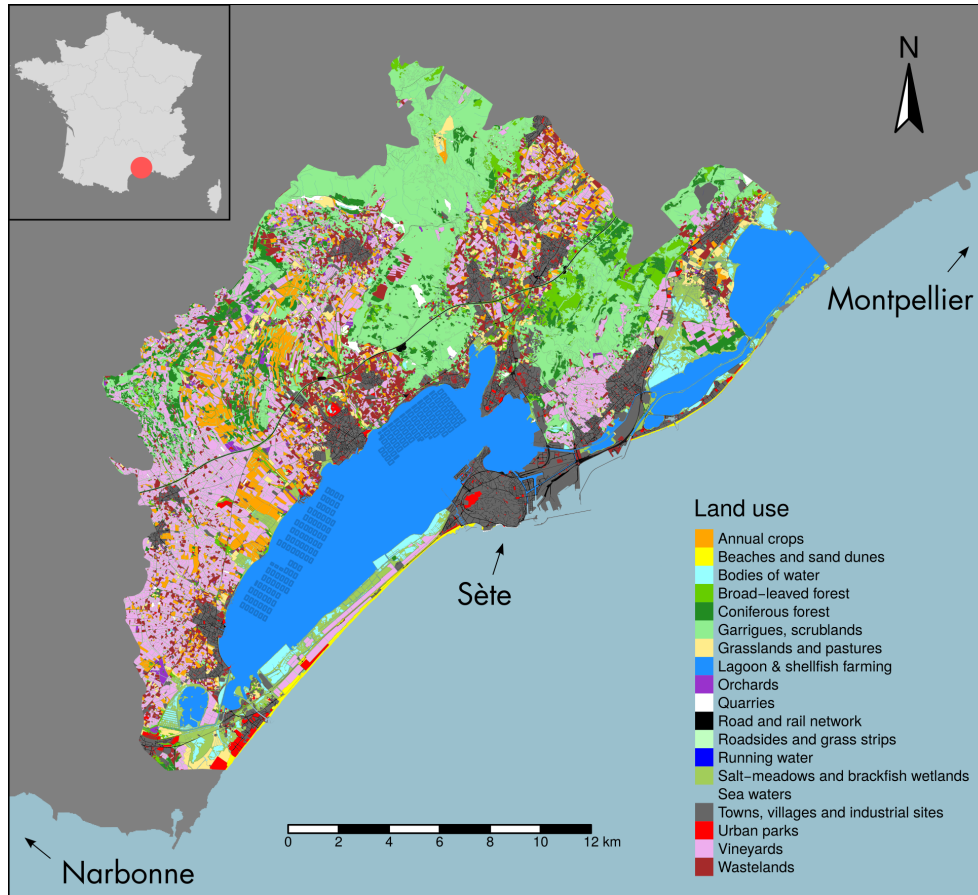 N
Montpellier
Sète
Narbonne
Land use
Annual crops
Beaches and sand dunes
Bodies of water
Broad-leaved forest
Coniferous forest
Garrigues, scrublands
Grasslands and pastures
Lagoon & shellfish farming
Orchards
Quarries
Road and rail network
Roadsides and grass strips
Running water
Salt-meadows and brackfish wetlands
Sea waters
Towns, villages and industrial sites
Urban parks
Vineyards
Wastelands
0 2 4 6 8 10 12 km